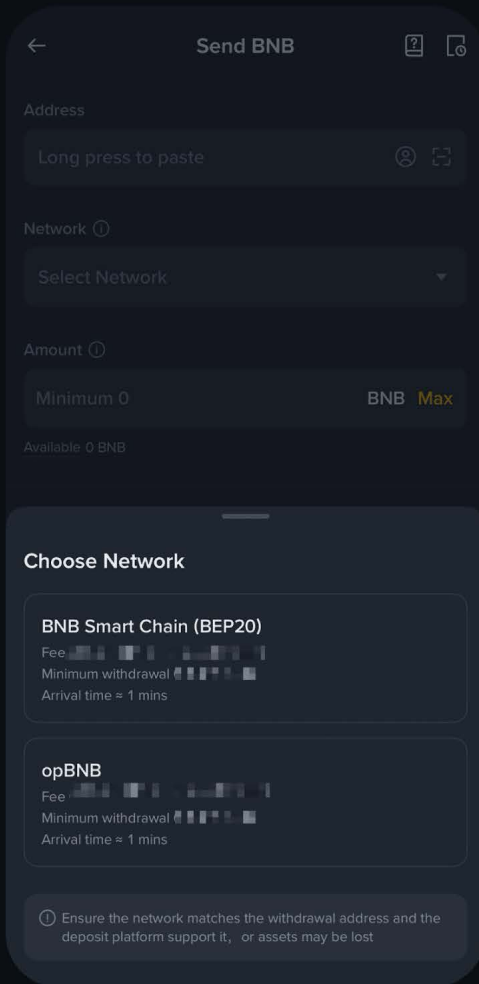 Send BNB
Address
Long press to paste
Network
Select Network
Amount
Minimum 0 BNB Max
Available 0 BNB
Choose Network
BNB Smart Chain (BEP20)
Fee
Minimum withdrawal
Arrival time ≈ 1 mins
opBNB
Fee
Minimum withdrawal
Arrival time ≈ 1 mins
Ensure the network matches the withdrawal address and the
deposit platform support it, or assets may be lost